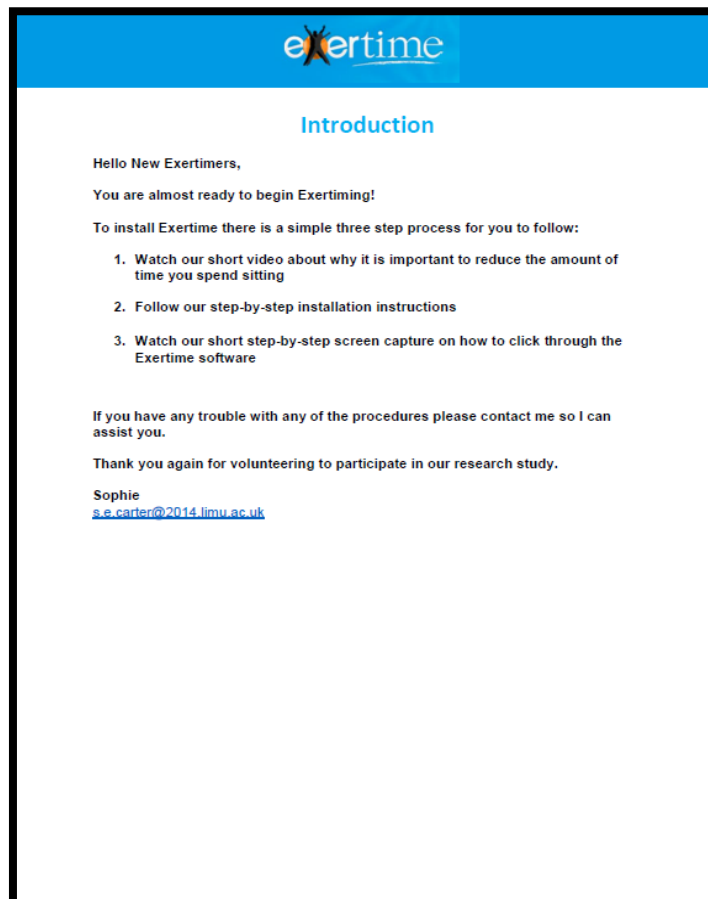 exertime
Introduction
Hello New Exertimers,
You are almost ready to begin Exertiming!
To install Exertime there is a simple three step process for you to follow:
1. Watch our short video about why it is important to reduce the amount of
time you spend sitting
2. Follow our step-by-step installation instructions
3. Watch our short step-by-step screen capture on how to click through the
Exertime software
If you have any trouble with any of the procedures please contact me so I can
assist you.
Thank you again for volunteering to participate in our research study.
Sophie
s.e.carter@2014.ljmu.ac.uk